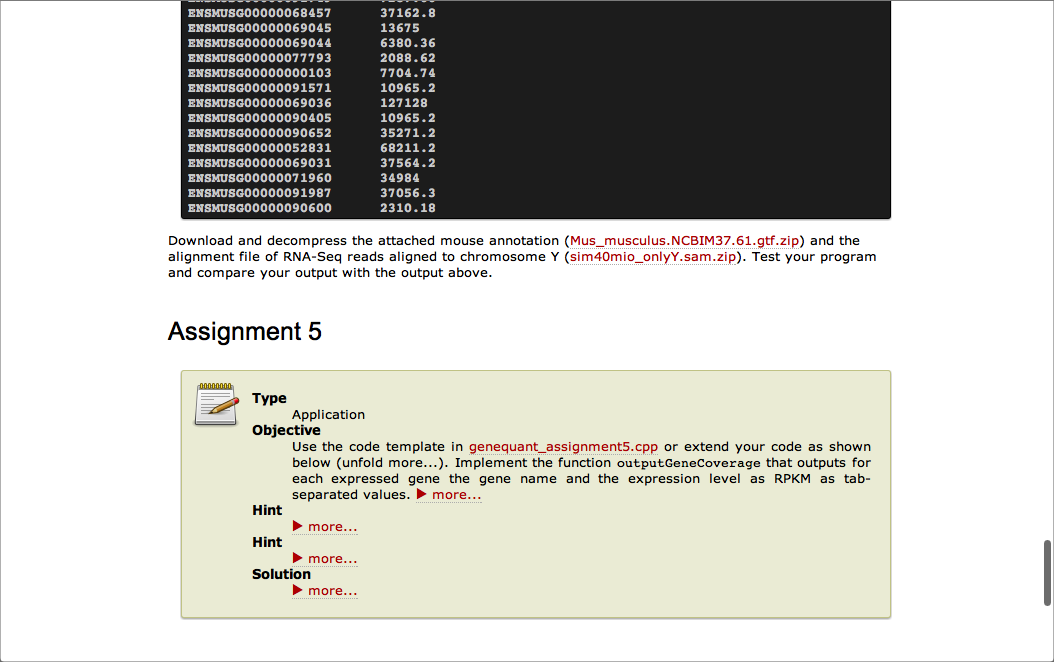 ENSMUSG00000068457 37162.8
ENSMUSG00000069045 13675
ENSMUSG00000069044 6380.36
ENSMUSG00000077793 2088.62
ENSMUSG00000000103 7704.74
ENSMUSG00000091571 10965.2
ENSMUSG00000069036 127128
ENSMUSG00000090405 10965.2
ENSMUSG00000090652 35271.2
ENSMUSG00000052831 68211.2
ENSMUSG00000069031 37564.2
ENSMUSG00000071960 34984
ENSMUSG00000091987 37056.3
ENSMUSG00000090600 2310.18
Download and decompress the attached mouse annotation (Mus_musculus.NCBIM37.61.gtf.zip) and the
alignment file of RNA-Seq reads aligned to chromosome Y (sim40mio_onlyY.sam.zip). Test your program
and compare your output with the output above.
Assignment 5
Type
Application
Objective
Use the code template in genequant_assignment5.cpp or extend your code as shown
below (unfold more...). Implement the function outputGeneCoverage that outputs for
each expressed gene the gene name and the expression level as RPKM as tab-
separated values. ▶ more...
Hint
▶ more...
Hint
▶ more...
Solution
▶ more...